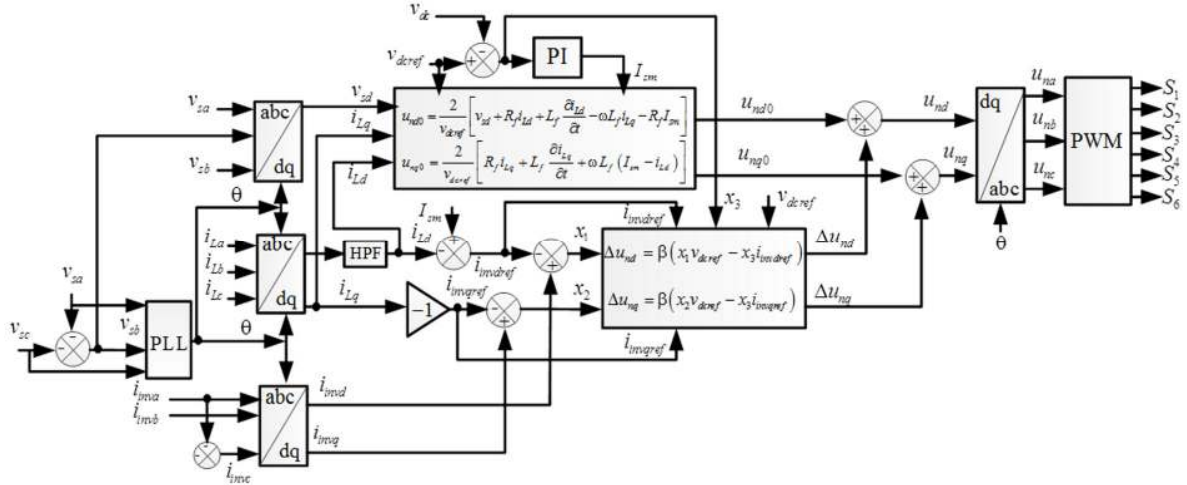 v_dc
v_dcref
PI
I_sm
v_sa
v_sb
abc
dq
v_sd
i_Lq
i_Ld
u_nd0 = 2/v_dcref [v_sd + R_f i_Ld + L_f ∂i_Ld/∂t − ωL_f i_Lq − R_f I_sm]
u_nq0 = 2/v_dcref [R_f i_Lq + L_f ∂i_Lq/∂t + ωL_f (I_sm − i_Ld)]
u_nd0
u_nq0
u_nd
u_nq
dq
abc
θ
u_na
u_nb
u_nc
PWM
S_1
S_2
S_3
S_4
S_5
S_6
θ
i_La
i_Lb
i_Lc
abc
dq
HPF
I_sm
i_Ld
i_invdref
i_invdref
x_3
v_dcref
x_1
x_2
Δu_nd = β(x_1 v_dcref − x_3 i_invdref)
Δu_nq = β(x_2 v_dcref − x_3 i_invqref)
Δu_nd
Δu_nq
i_Lq
−1
i_invqref
i_invqref
v_sa
v_sc
v_sb
PLL
θ
i_inva
i_invb
i_invc
abc
dq
i_invd
i_invq